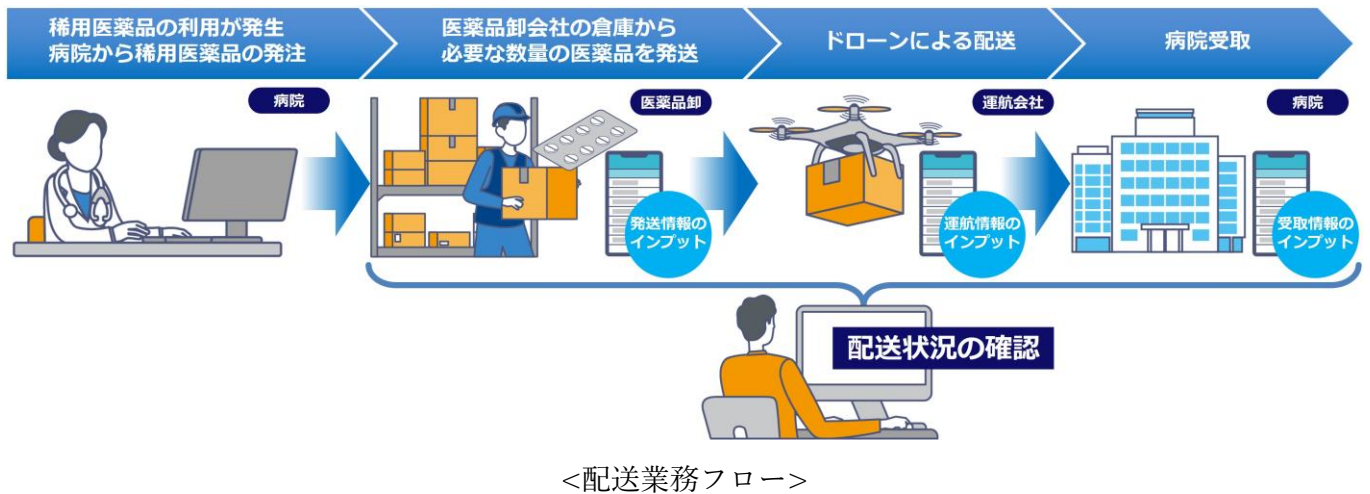 稀用医薬品の利用が発生
病院から稀用医薬品の発注
医薬品卸会社の倉庫から
必要な数量の医薬品を発送
ドローンによる配送
病院受取
病院
医薬品卸
運航会社
病院
発送情報の
インプット
運航情報の
インプット
受取情報の
インプット
配送状況の確認
<配送業務フロー>